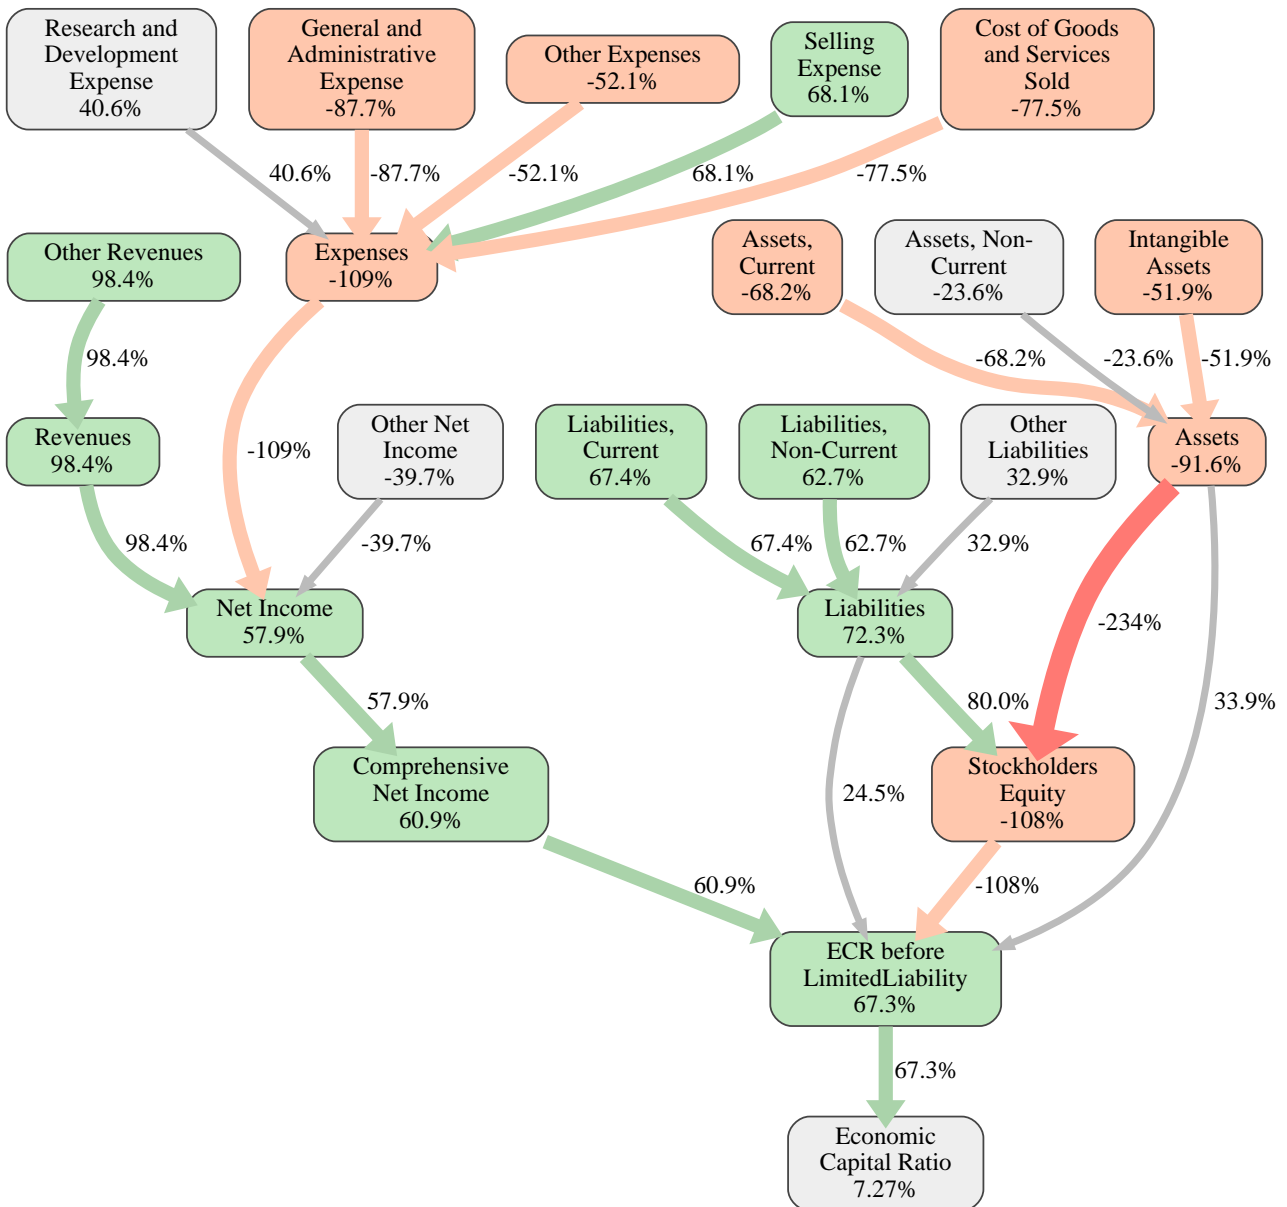 Research and
Development
Expense
40.6%
General and
Administrative
Expense
-87.7%
Other Expenses
-52.1%
Selling
Expense
68.1%
Cost of Goods
and Services
Sold
-77.5%
40.6%
-87.7%
-52.1%
68.1%
-77.5%
Other Revenues
98.4%
Expenses
-109%
Assets,
Current
-68.2%
Assets, Non-
Current
-23.6%
Intangible
Assets
-51.9%
98.4%
-68.2%
-23.6%
-51.9%
Revenues
98.4%
-109%
Other Net
Income
-39.7%
Liabilities,
Current
67.4%
Liabilities,
Non-Current
62.7%
Other
Liabilities
32.9%
Assets
-91.6%
98.4%
-39.7%
67.4%
62.7%
32.9%
Net Income
57.9%
Liabilities
72.3%
-234%
57.9%
80.0%
33.9%
Comprehensive
Net Income
60.9%
24.5%
Stockholders
Equity
-108%
60.9%
-108%
ECR before
LimitedLiability
67.3%
67.3%
Economic
Capital Ratio
7.27%